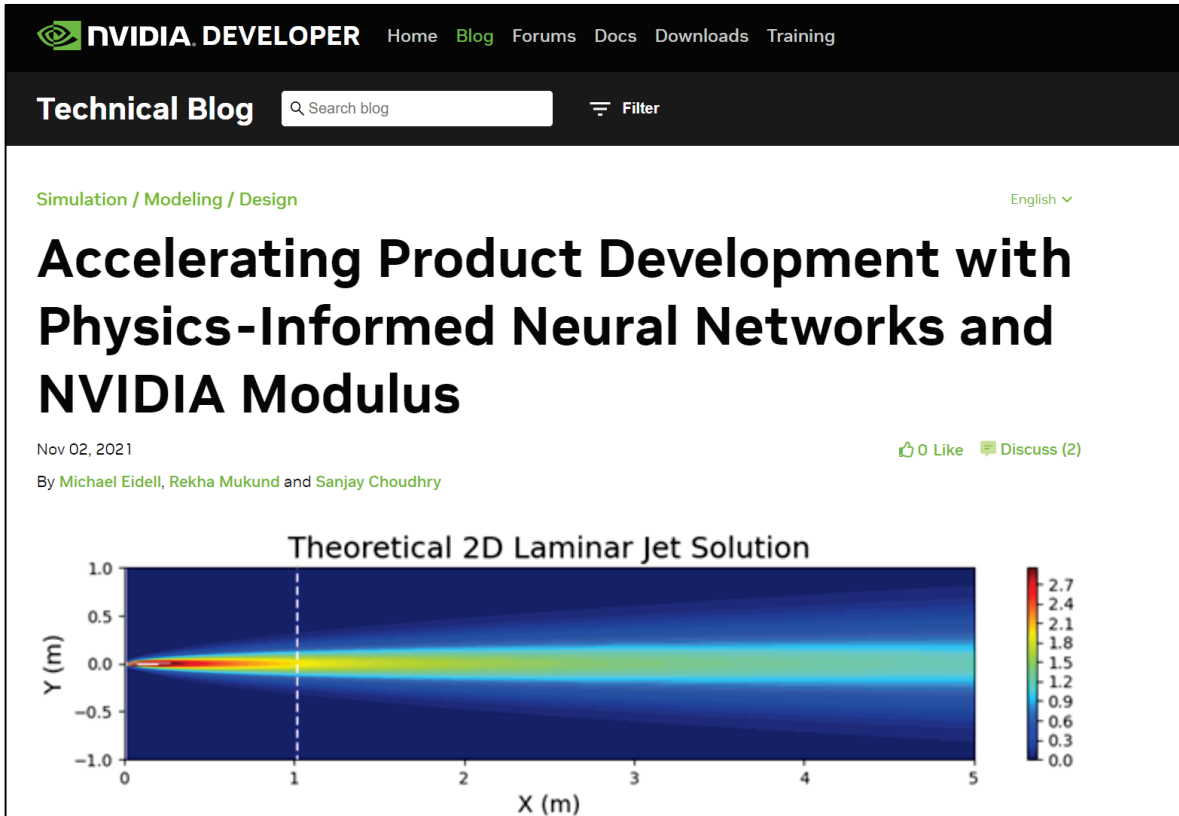 NVIDIA. DEVELOPER Home Blog Forums Docs Downloads Training
Technical Blog Search blog Filter
Simulation / Modeling / Design English
Accelerating Product Development with
Physics-Informed Neural Networks and
NVIDIA Modulus
Nov 02, 2021 0 Like Discuss (2)
By Michael Eidell, Rekha Mukund and Sanjay Choudhry
Theoretical 2D Laminar Jet Solution
1.0
0.5
0.0
−0.5
−1.0
Y (m)
0 1 2 3 4 5
X (m)
2.7
2.4
2.1
1.8
1.5
1.2
0.9
0.6
0.3
0.0